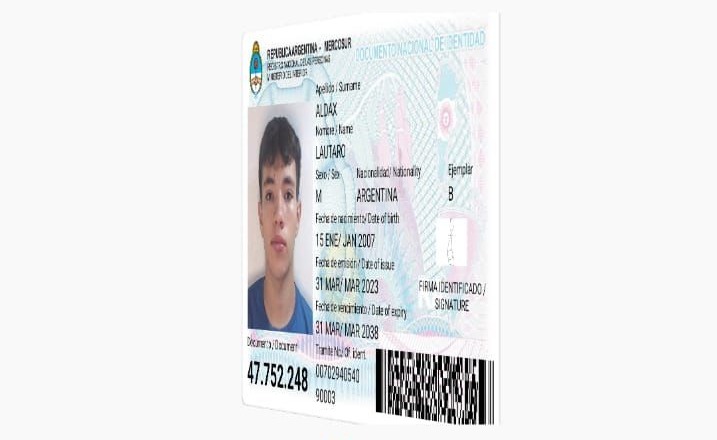 REPUBLICA ARGENTINA - MERCOSUR
REGISTRO NACIONAL DE LAS PERSONAS
MINISTERIO DEL INTERIOR
DOCUMENTO NACIONAL DE IDENTIDAD
Apellido / Surname
ALDAX
Nombre / Name
LAUTARO
Sexo / Sex Nacionalidad / Nationality Ejemplar
M ARGENTINA B
Fecha de nacimiento / Date of birth
15 ENE/ JAN 2007
Fecha de emisión / Date of issue
31 MAR/ MAR 2023
FIRMA IDENTIFICADO /
SIGNATURE
Fecha de vencimiento / Date of expiry
31 MAR/ MAR 2038
Documento / Document
47.752.248
Tramite No./ Of. ident.
00702940540
90003